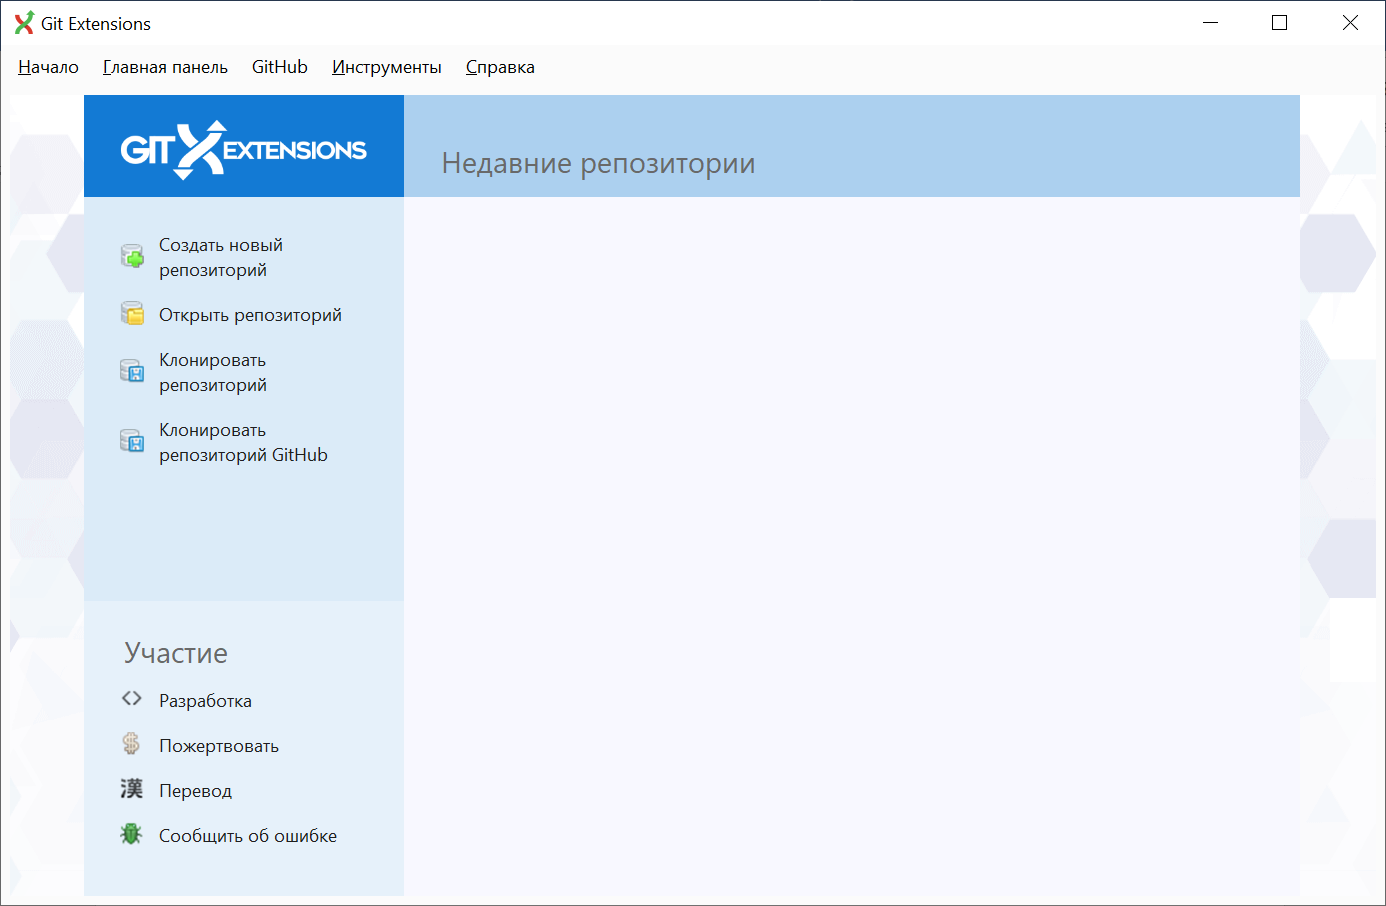 Git Extensions
Начало Главная панель GitHub Инструменты Справка
GIT EXTENSIONS
Недавние репозитории
Создать новый
репозиторий
Открыть репозиторий
Клонировать
репозиторий
Клонировать
репозиторий GitHub
Участие
Разработка
Пожертвовать
漢 Перевод
Сообщить об ошибке